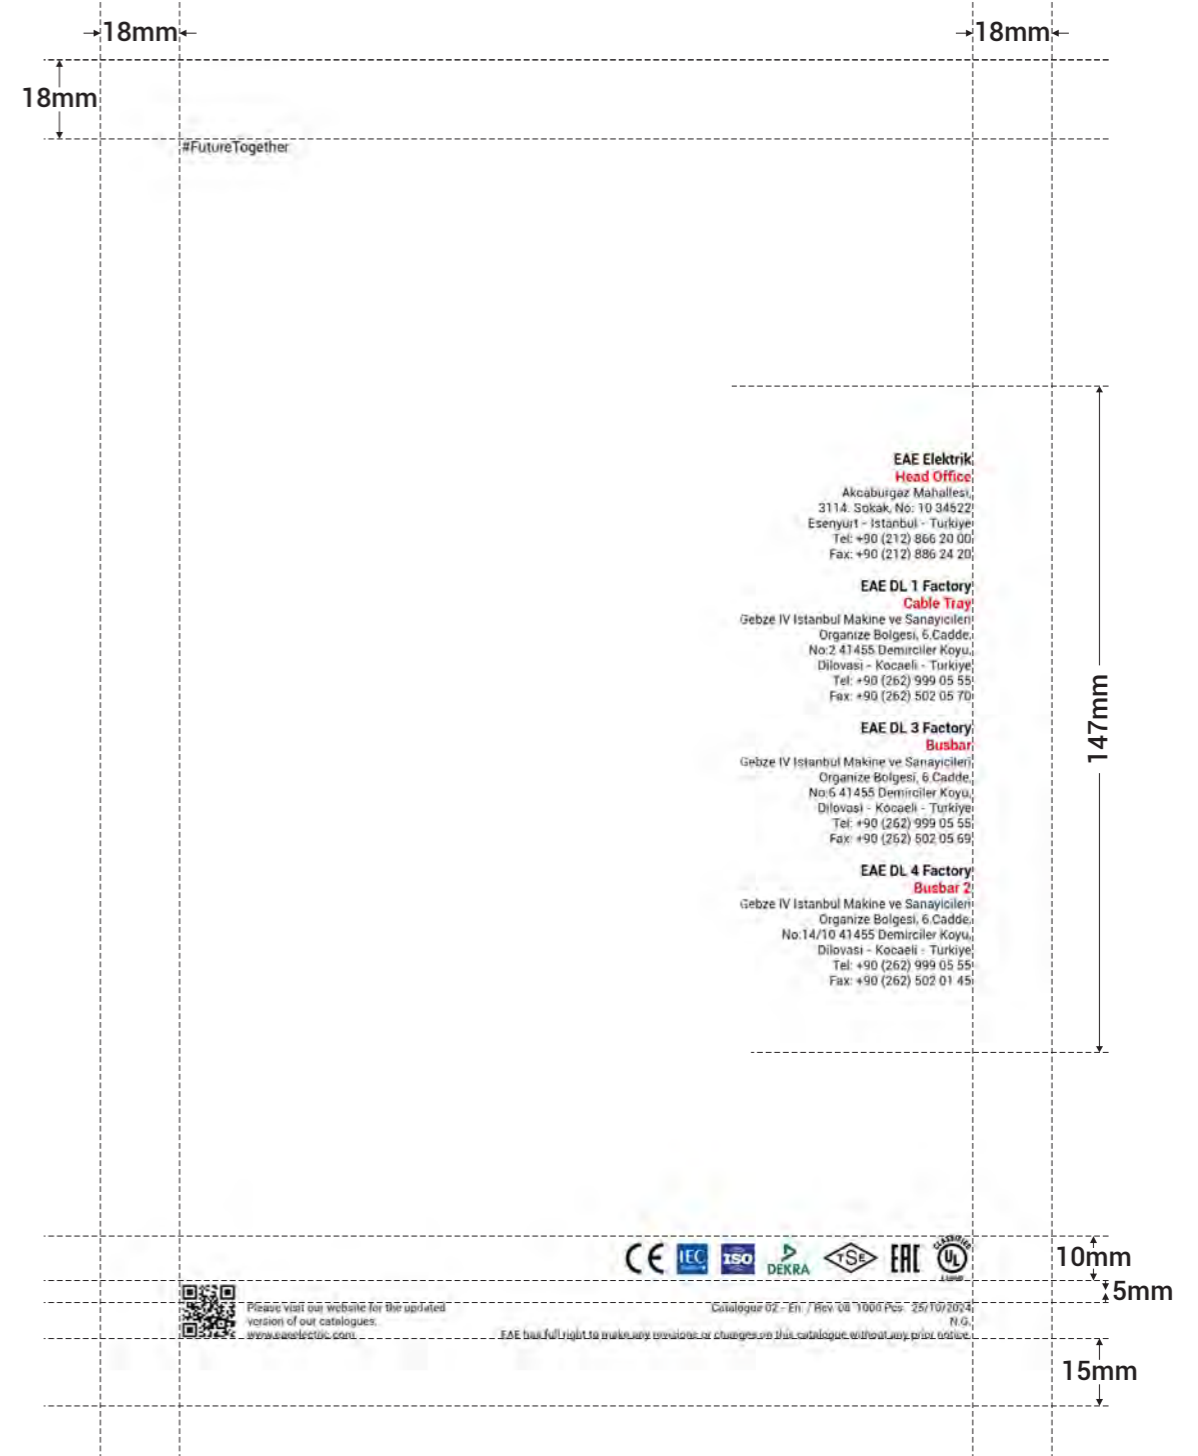 18mm 18mm
18mm
#FutureTogether
EAE Elektrik
Head Office
Akcaburgaz Mahallesi,
3114. Sokak, No: 10 34522
Esenyurt - Istanbul - Turkiye
Tel: +90 (212) 866 20 00
Fax: +90 (212) 886 24 20
EAE DL 1 Factory
Cable Tray
Gebze IV Istanbul Makine ve Sanayicileri
Organize Bolgesi, 6.Cadde,
No:2 41455 Demirciler Koyu,
Dilovasi - Kocaeli - Turkiye
Tel: +90 (262) 999 05 55
Fax: +90 (262) 502 05 70
147mm
EAE DL 3 Factory
Busbar
Gebze IV Istanbul Makine ve Sanayicileri
Organize Bolgesi, 6.Cadde,
No:6 41455 Demirciler Koyu,
Dilovasi - Kocaeli - Turkiye
Tel: +90 (262) 999 05 55
Fax: +90 (262) 502 05 69
EAE DL 4 Factory
Busbar 2
Gebze IV Istanbul Makine ve Sanayicileri
Organize Bolgesi, 6.Cadde,
No:14/10 41455 Demirciler Koyu,
Dilovasi - Kocaeli - Turkiye
Tel: +90 (262) 999 05 55
Fax: +90 (262) 502 01 45
CE IEC ISO DEKRA TSE EAC CLASSIFIED UL
10mm
5mm
Please visit our website for the updated
version of our catalogues.
www.eaeelectric.com
Catalogue 02 - En. / Rev. 08 1000 Pcs. 25/10/2024
N.G.
EAE has full right to make any revisions or changes on this catalogue without any prior notice.
15mm